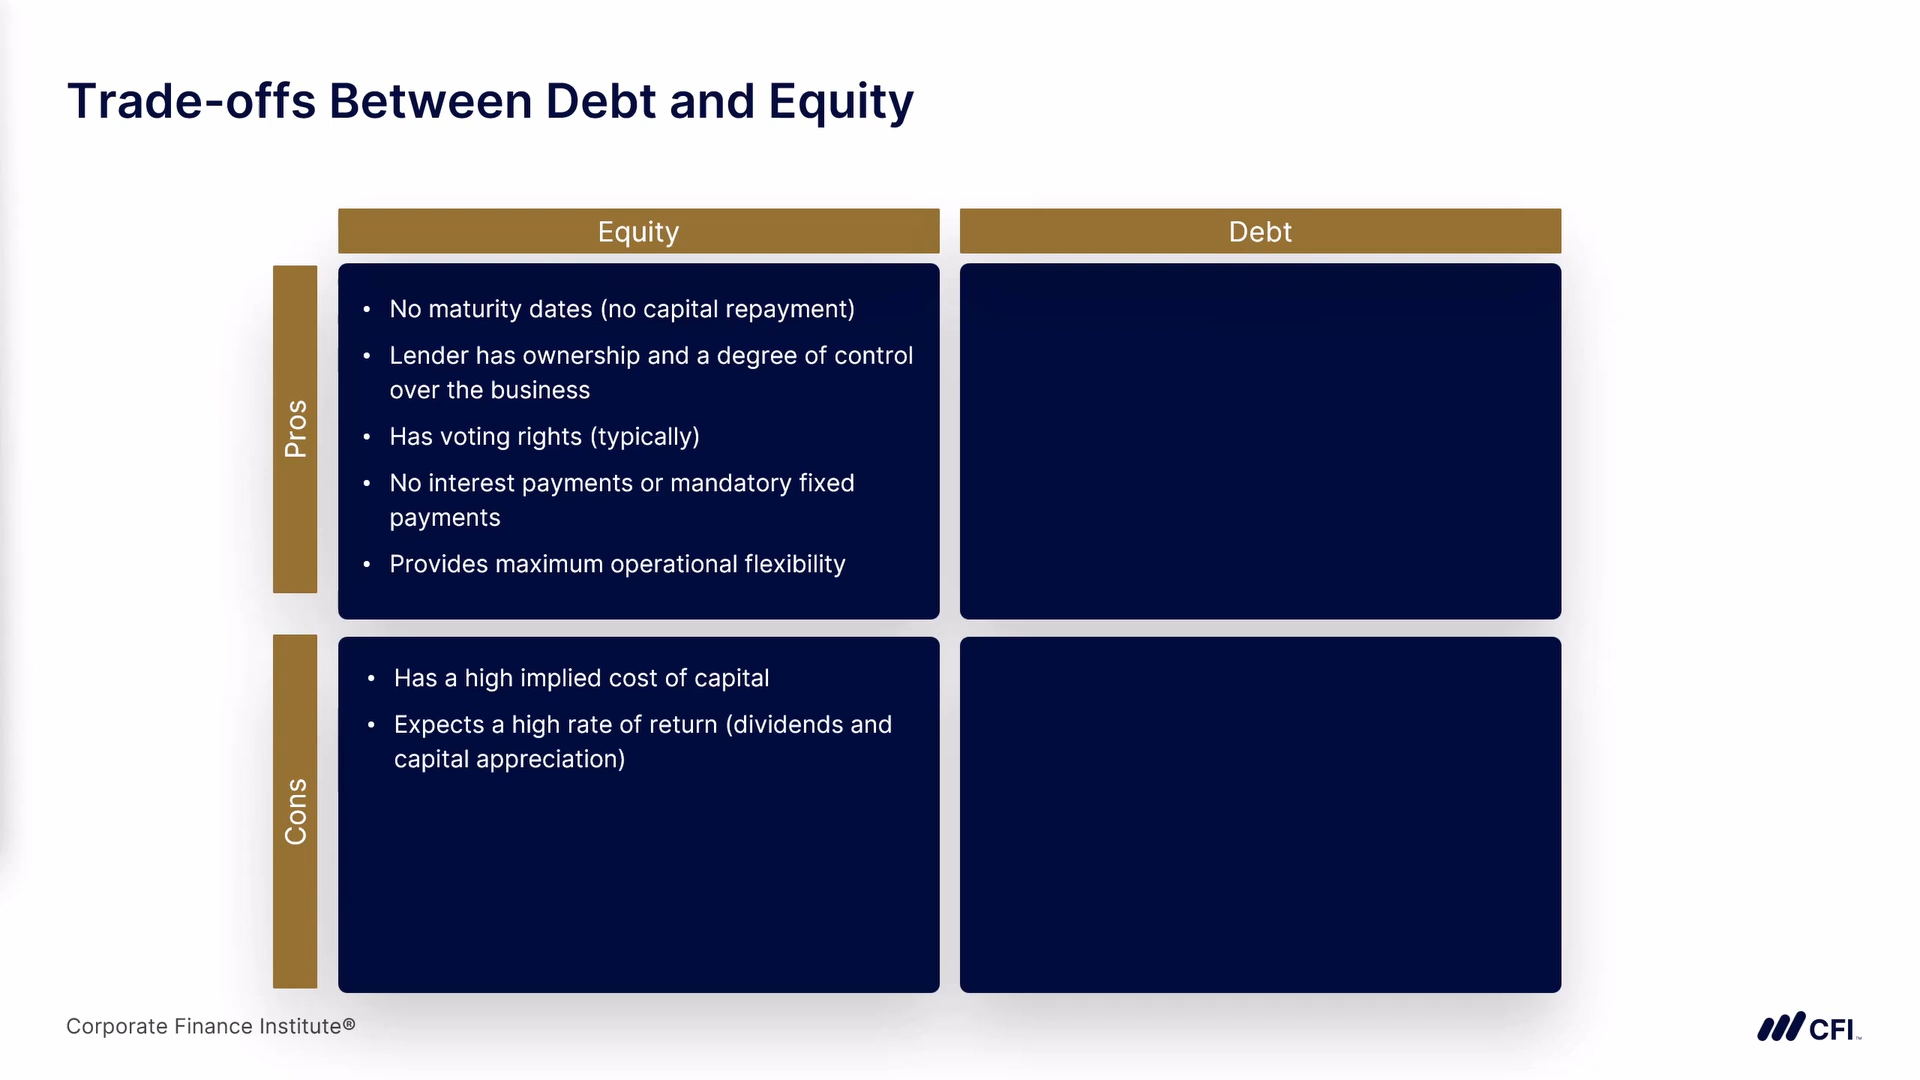 Trade-offs Between Debt and Equity
Equity
Debt
Pros
• No maturity dates (no capital repayment)
• Lender has ownership and a degree of control
over the business
• Has voting rights (typically)
• No interest payments or mandatory fixed
payments
• Provides maximum operational flexibility
Cons
• Has a high implied cost of capital
• Expects a high rate of return (dividends and
capital appreciation)
Corporate Finance Institute®
CFI™